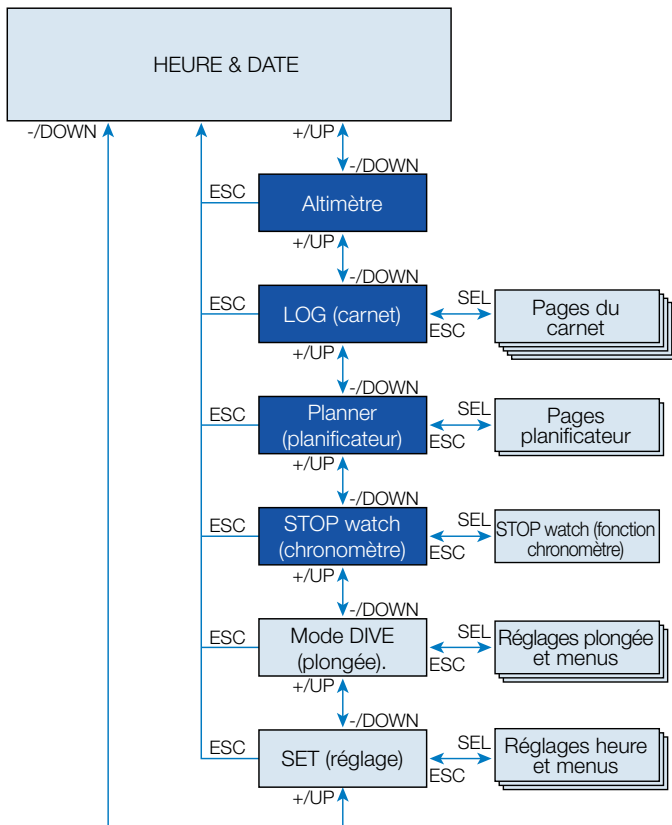 HEURE & DATE
-/DOWN
+/UP
-/DOWN
ESC
Altimètre
+/UP
-/DOWN
ESC
LOG (carnet)
SEL
ESC
Pages du
carnet
+/UP
-/DOWN
ESC
Planner
(planificateur)
SEL
ESC
Pages
planificateur
+/UP
-/DOWN
ESC
STOP watch
(chronomètre)
SEL
ESC
STOP watch (fonction
chronomètre)
+/UP
-/DOWN
ESC
Mode DIVE
(plongée).
SEL
ESC
Réglages plongée
et menus
+/UP
-/DOWN
ESC
SET (réglage)
SEL
ESC
Réglages heure
et menus
+/UP